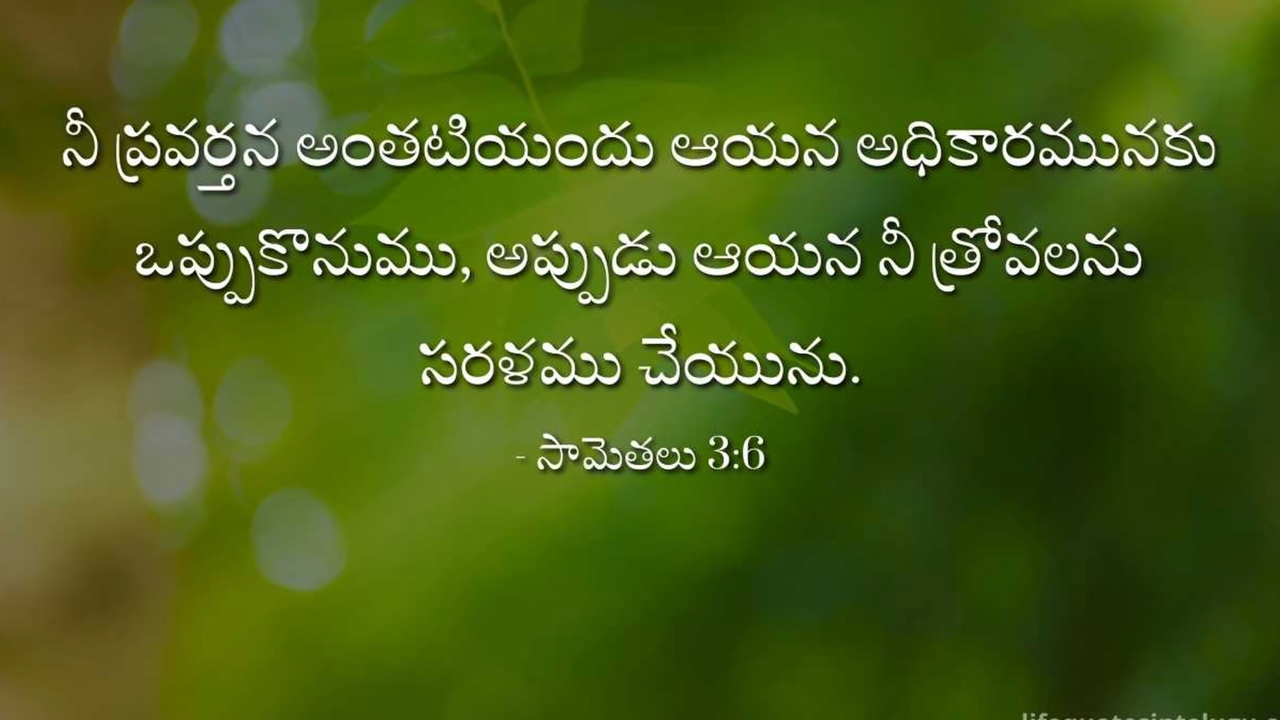 నీ ప్రవర్తన అంతటియందు ఆయన అధికారమునకు
ఒప్పుకొనుము, అప్పుడు ఆయన నీ త్రోవలను
సరళము చేయును.
- సామెతలు 3:6